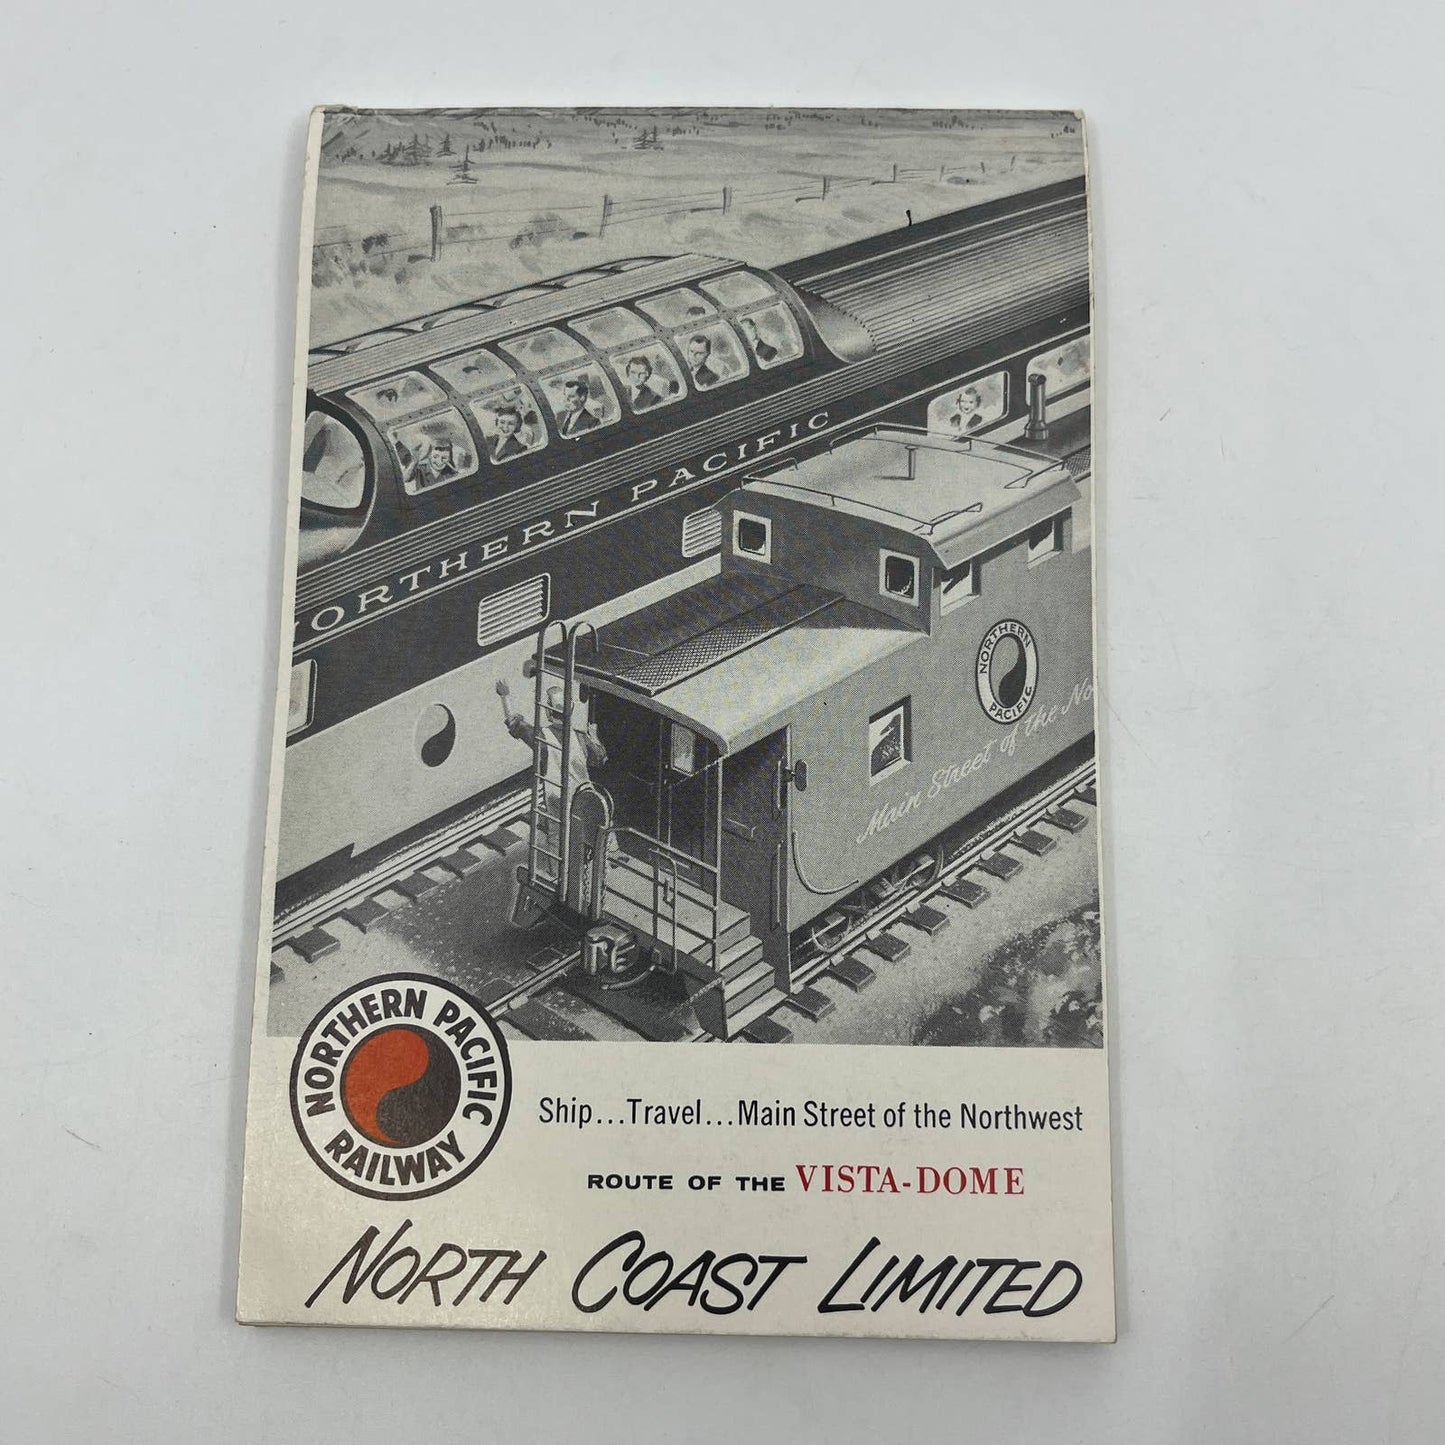 NORTHERN PACIFIC
NORTHERN
PACIFIC
Main Street of the No
NORTHERN PACIFIC
RAILWAY
Ship...Travel...Main Street of the Northwest
ROUTE OF THE VISTA-DOME
NORTH COAST LIMITED